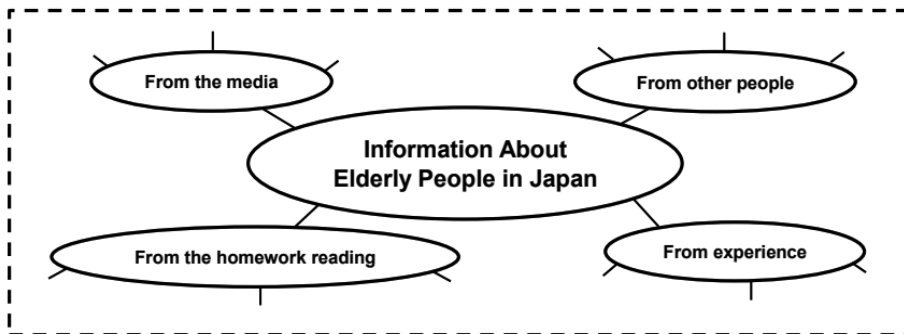 From the media
From other people
Information About
Elderly People in Japan
From the homework reading
From experience